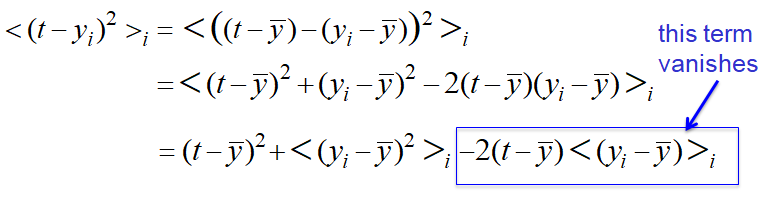 < (t − y_i)² >_i = < ((t − y̅) − (y_i − y̅))² >_i
this term
vanishes
= < (t − y̅)² + (y_i − y̅)² − 2(t − y̅)(y_i − y̅) >_i
= (t − y̅)² + < (y_i − y̅)² >_i −2(t − y̅) < (y_i − y̅) >_i